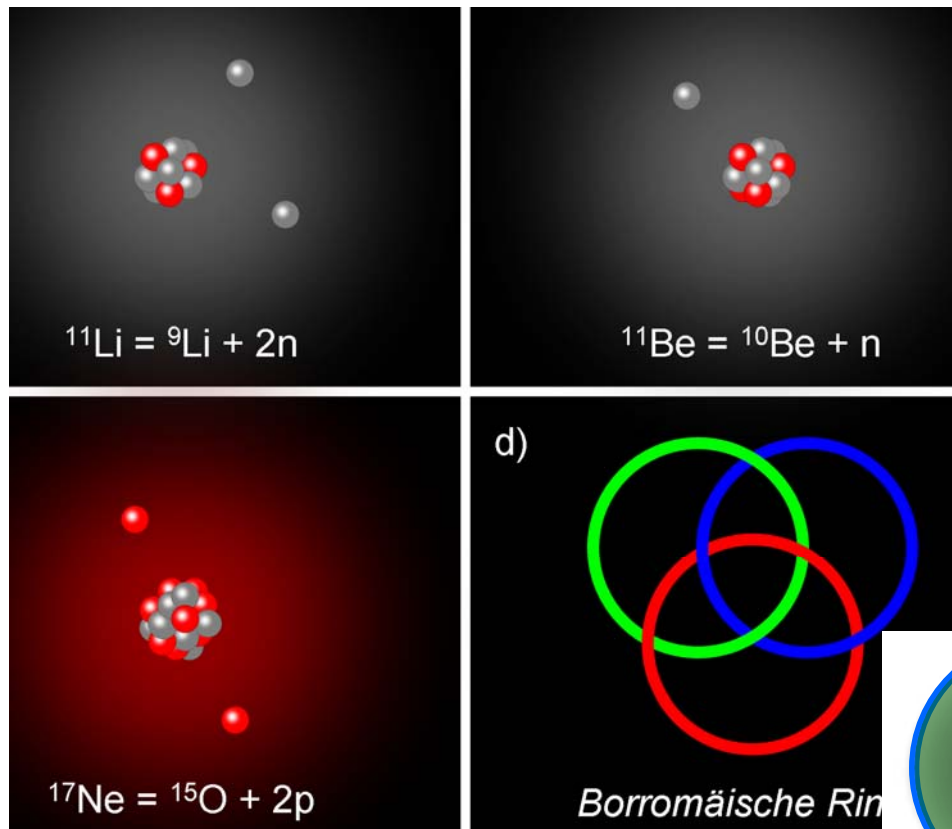 ¹¹Li = ⁹Li + 2n
¹¹Be = ¹⁰Be + n
d)
¹⁷Ne = ¹⁵O + 2p
Borromäische Rin